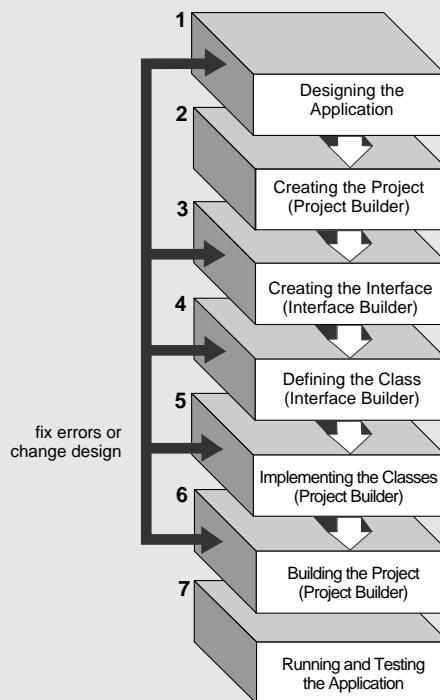 1
Designing the
Application
2
Creating the Project
(Project Builder)
3
Creating the Interface
(Interface Builder)
4
Defining the Class
(Interface Builder)
5
fix errors or
change design
Implementing the Classes
(Project Builder)
6
Building the Project
(Project Builder)
7
Running and Testing
the Application